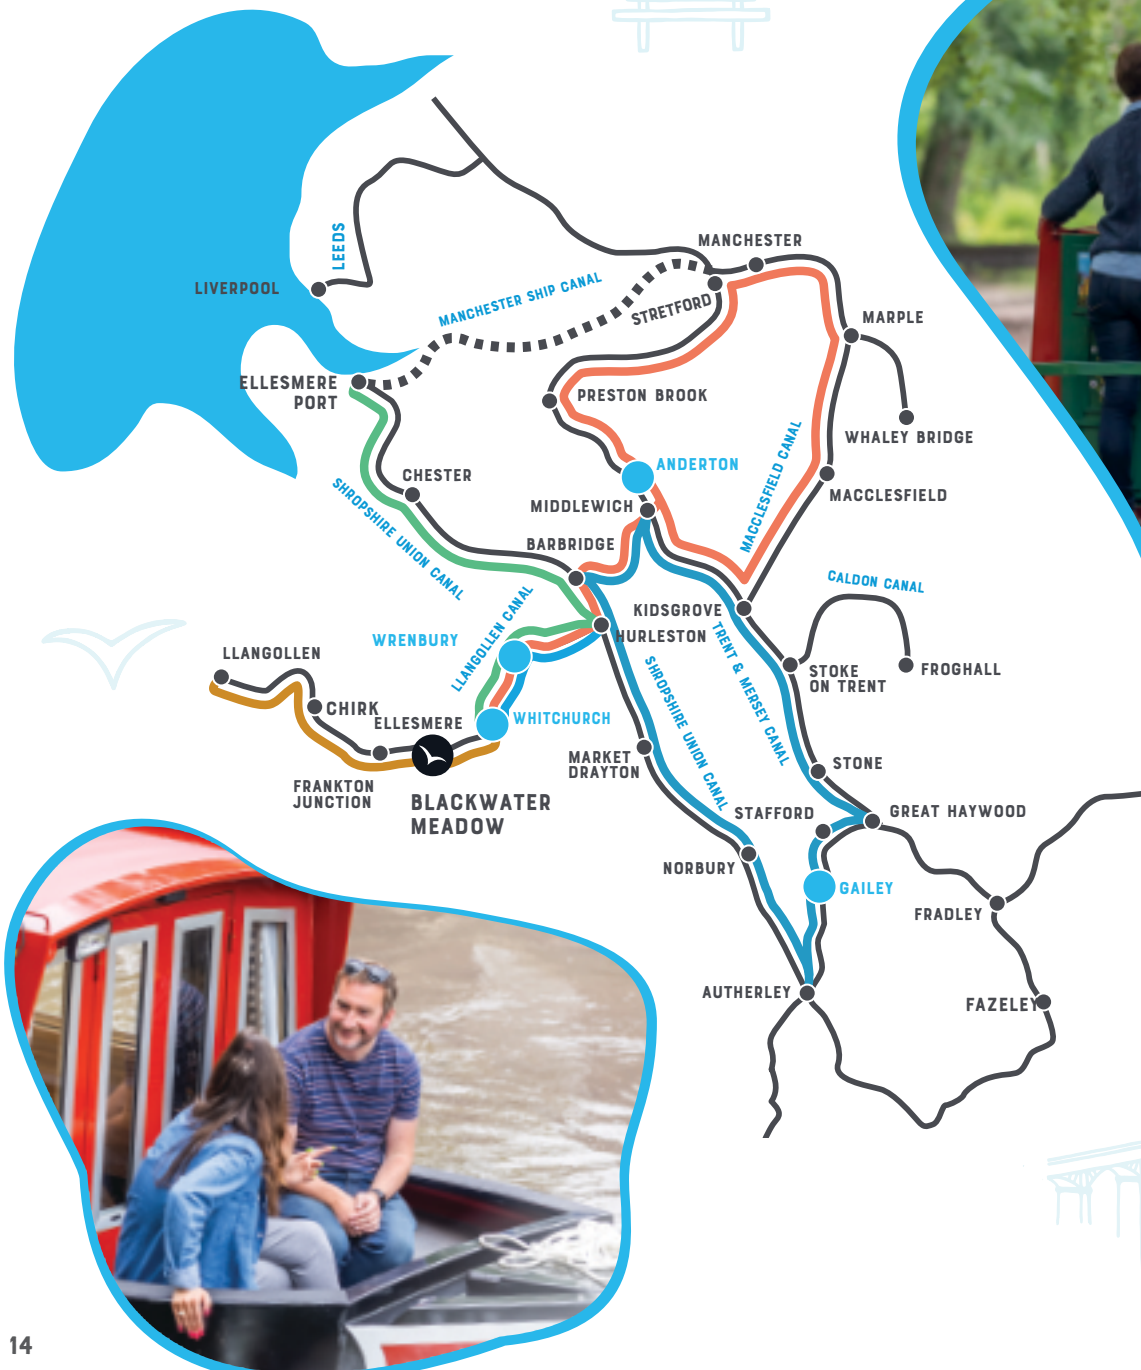 MANCHESTER
LEEDS
LIVERPOOL
MANCHESTER SHIP CANAL
STRETFORD
MARPLE
ELLESMERE
PORT
PRESTON BROOK
WHALEY BRIDGE
CHESTER
ANDERTON
MACCLESFIELD CANAL
MACCLESFIELD
SHROPSHIRE UNION CANAL
MIDDLEWICH
BARBRIDGE
CALDON CANAL
KIDSGROVE
HURLESTON
WRENBURY
LLANGOLLEN CANAL
LLANGOLLEN
TRENT & MERSEY CANAL
STOKE
ON TRENT
FROGHALL
SHROPSHIRE UNION CANAL
CHIRK
ELLESMERE
WHITCHURCH
MARKET
DRAYTON
STONE
FRANKTON
JUNCTION
BLACKWATER
MEADOW
STAFFORD
GREAT HAYWOOD
NORBURY
GAILEY
FRADLEY
AUTHERLEY
FAZELEY
14